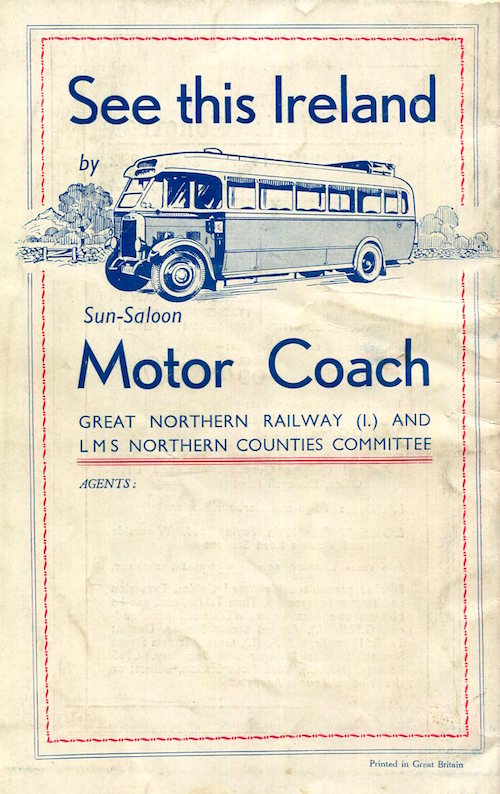 See this Ireland
by
Sun-Saloon
Motor Coach
GREAT NORTHERN RAILWAY (I.) AND
LMS NORTHERN COUNTIES COMMITTEE
AGENTS:
Printed in Great Britain